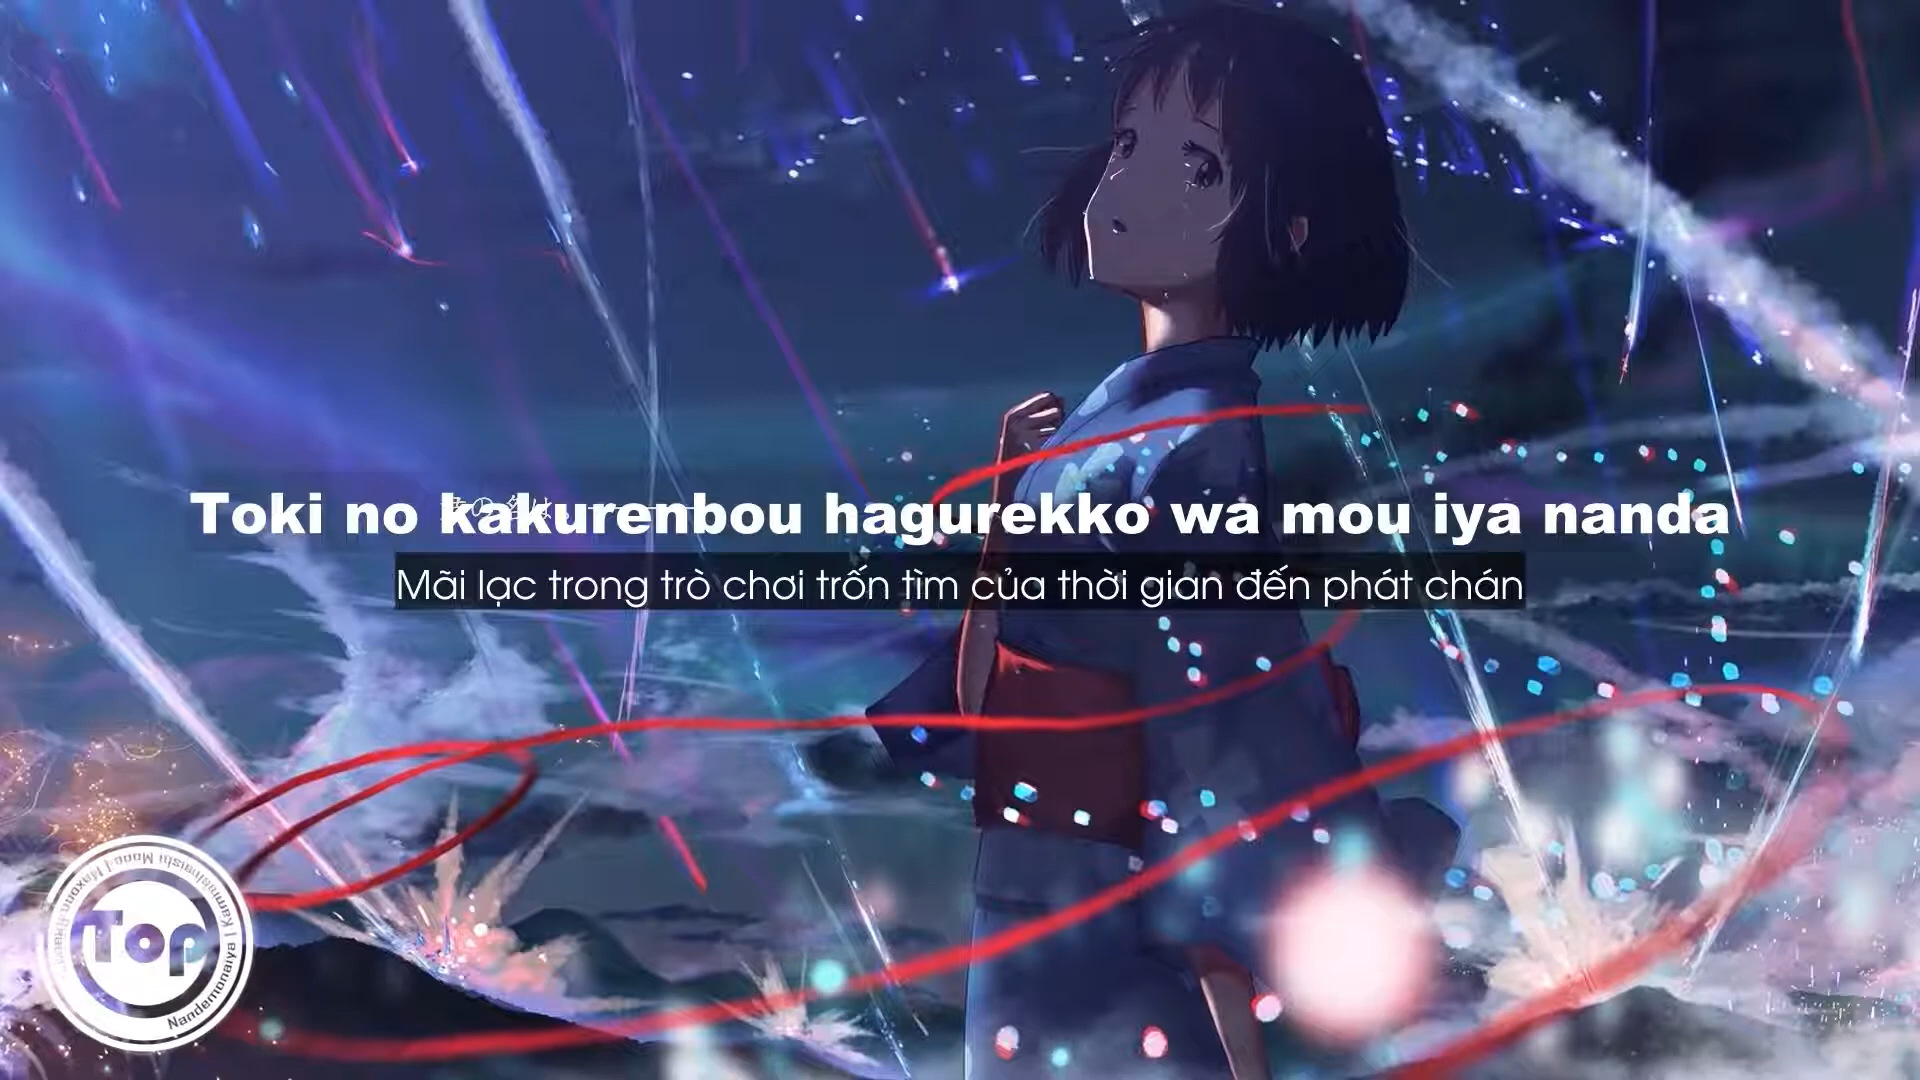 Toki no kakurenbou hagurekko wa mou iya nanda
Mãi lạc trong trò chơi trốn tìm của thời gian đến phát chán
Top
Nandemonaiya